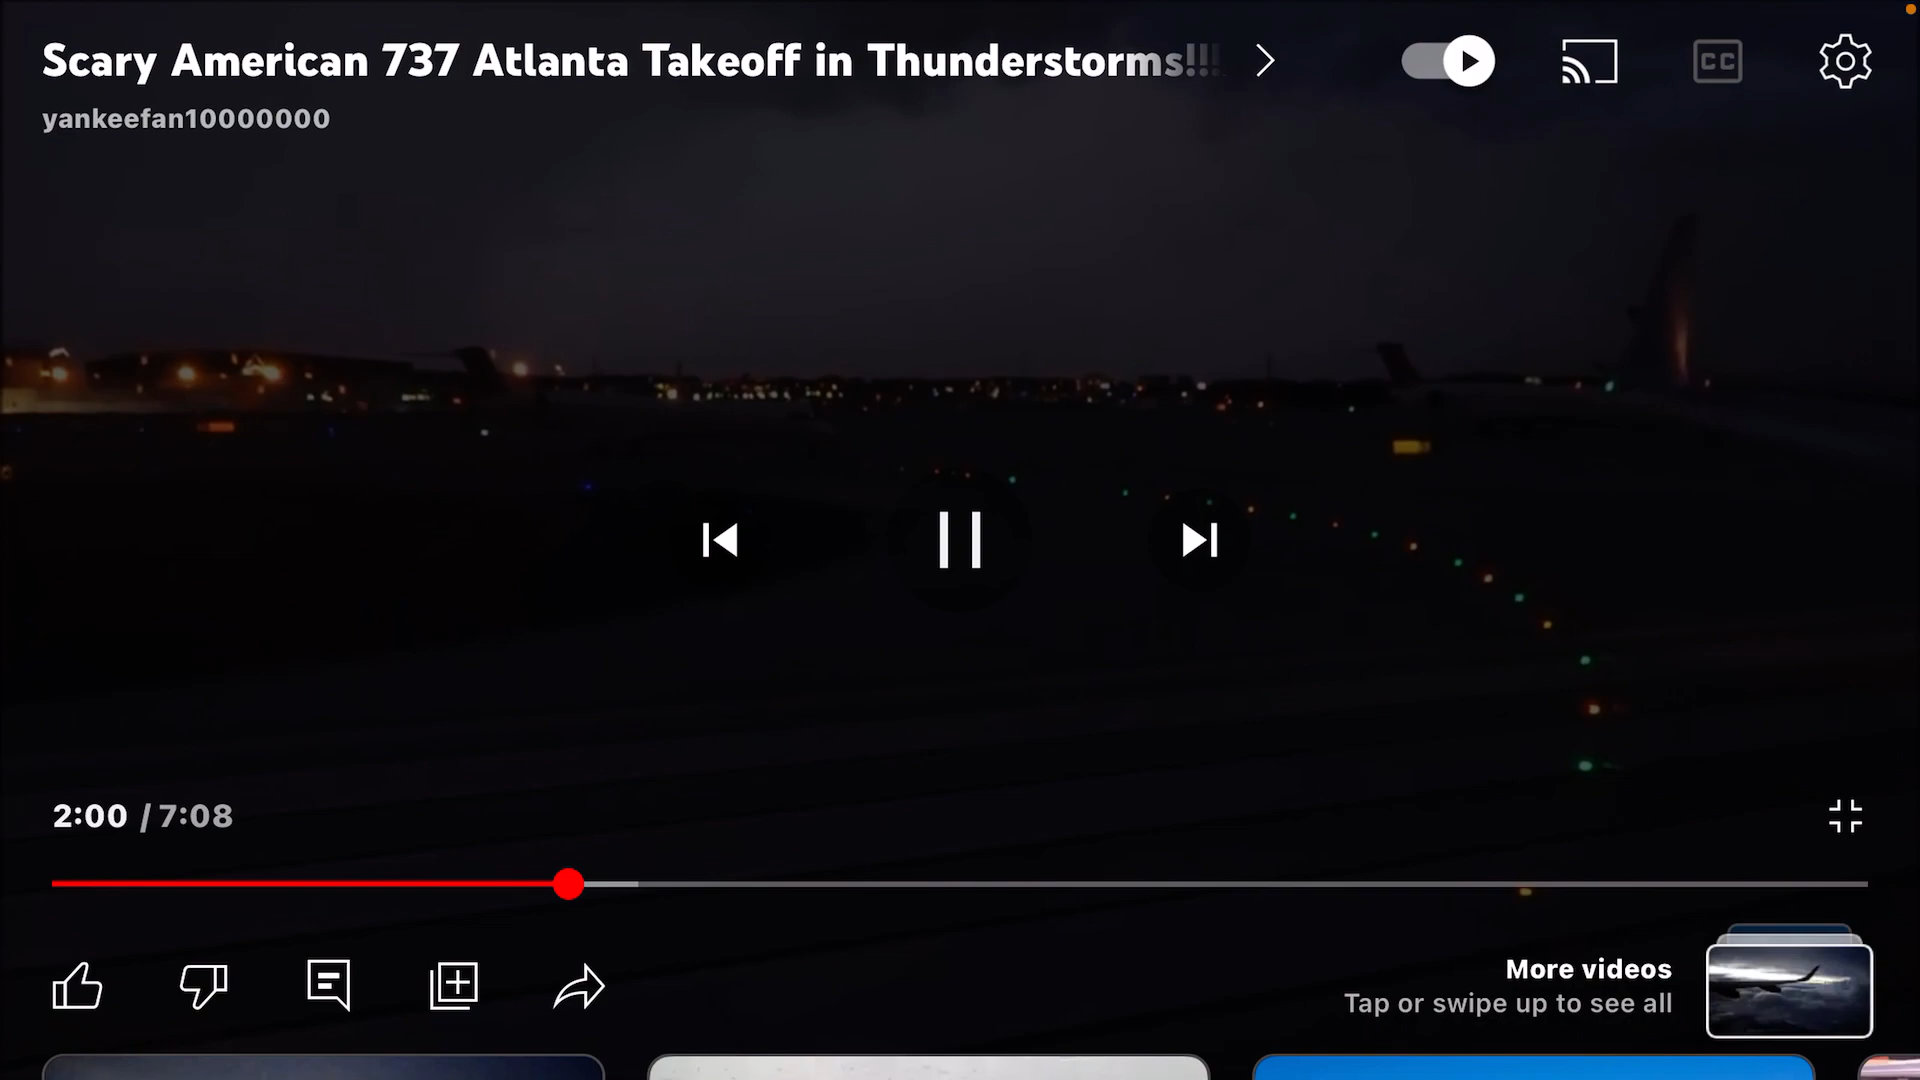 Scary American 737 Atlanta Takeoff in Thunderstorms!!!
yankeefan10000000
CC
2:00 / 7:08
More videos
Tap or swipe up to see all